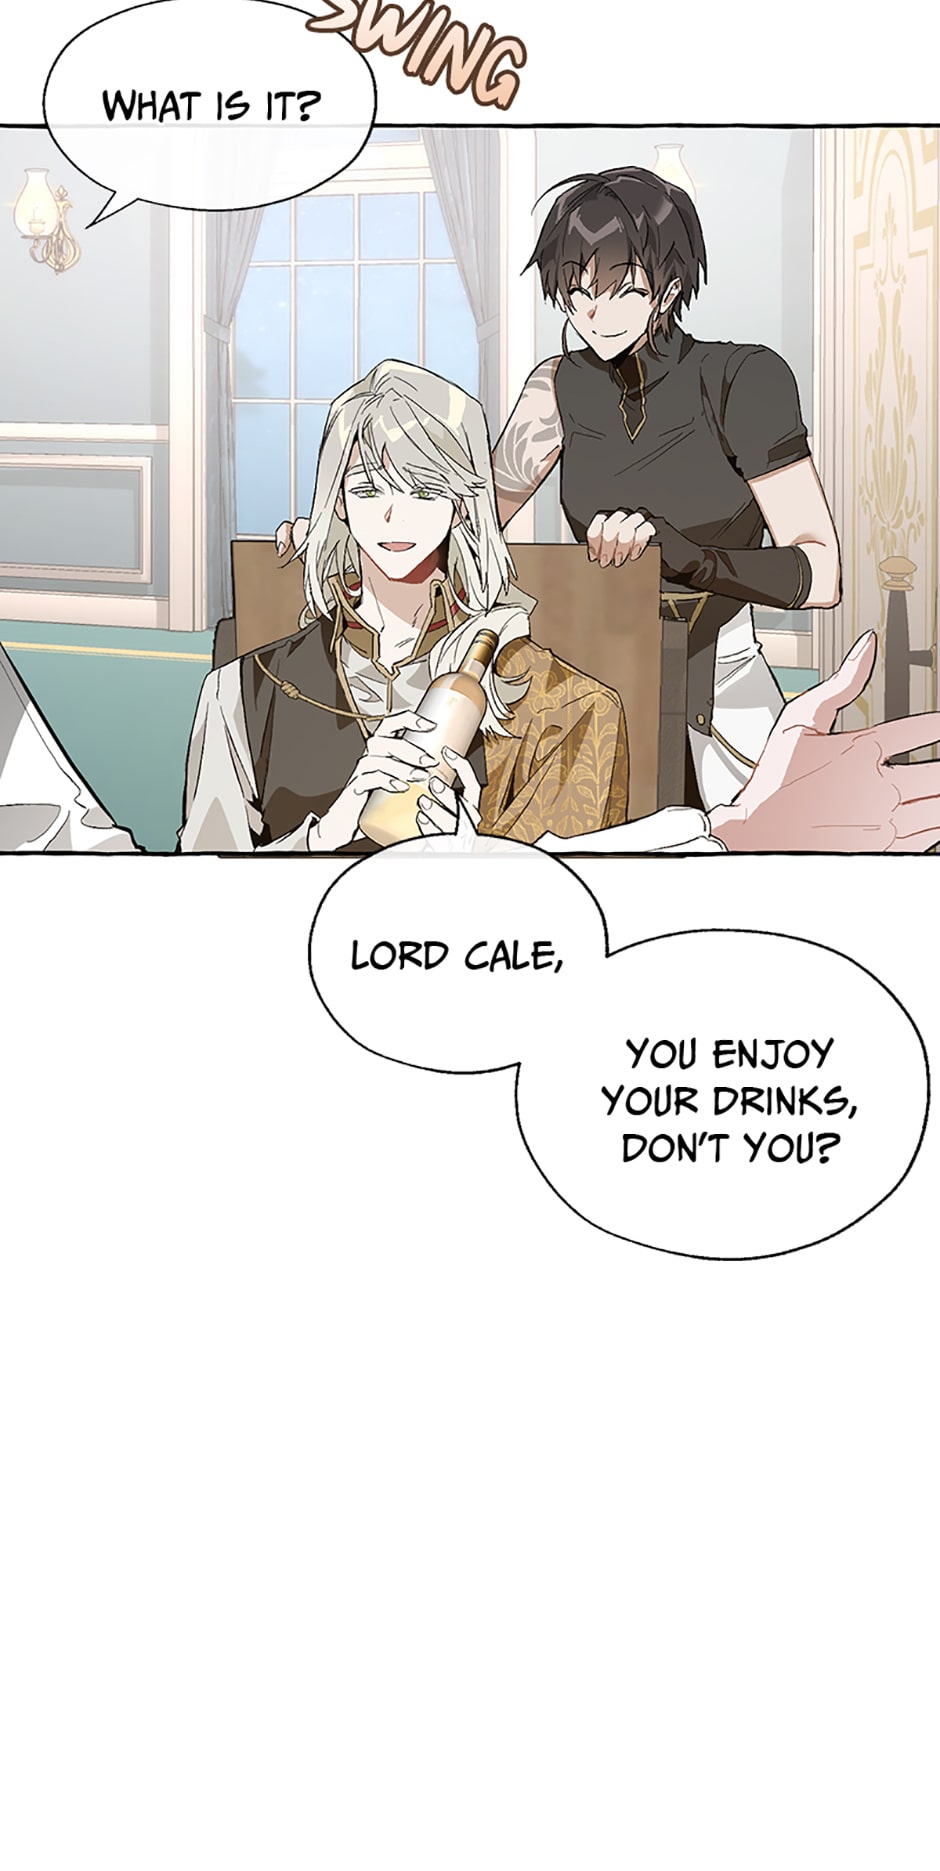 SWING
WHAT IS IT?
LORD CALE,
YOU ENJOY
YOUR DRINKS,
DON'T YOU?